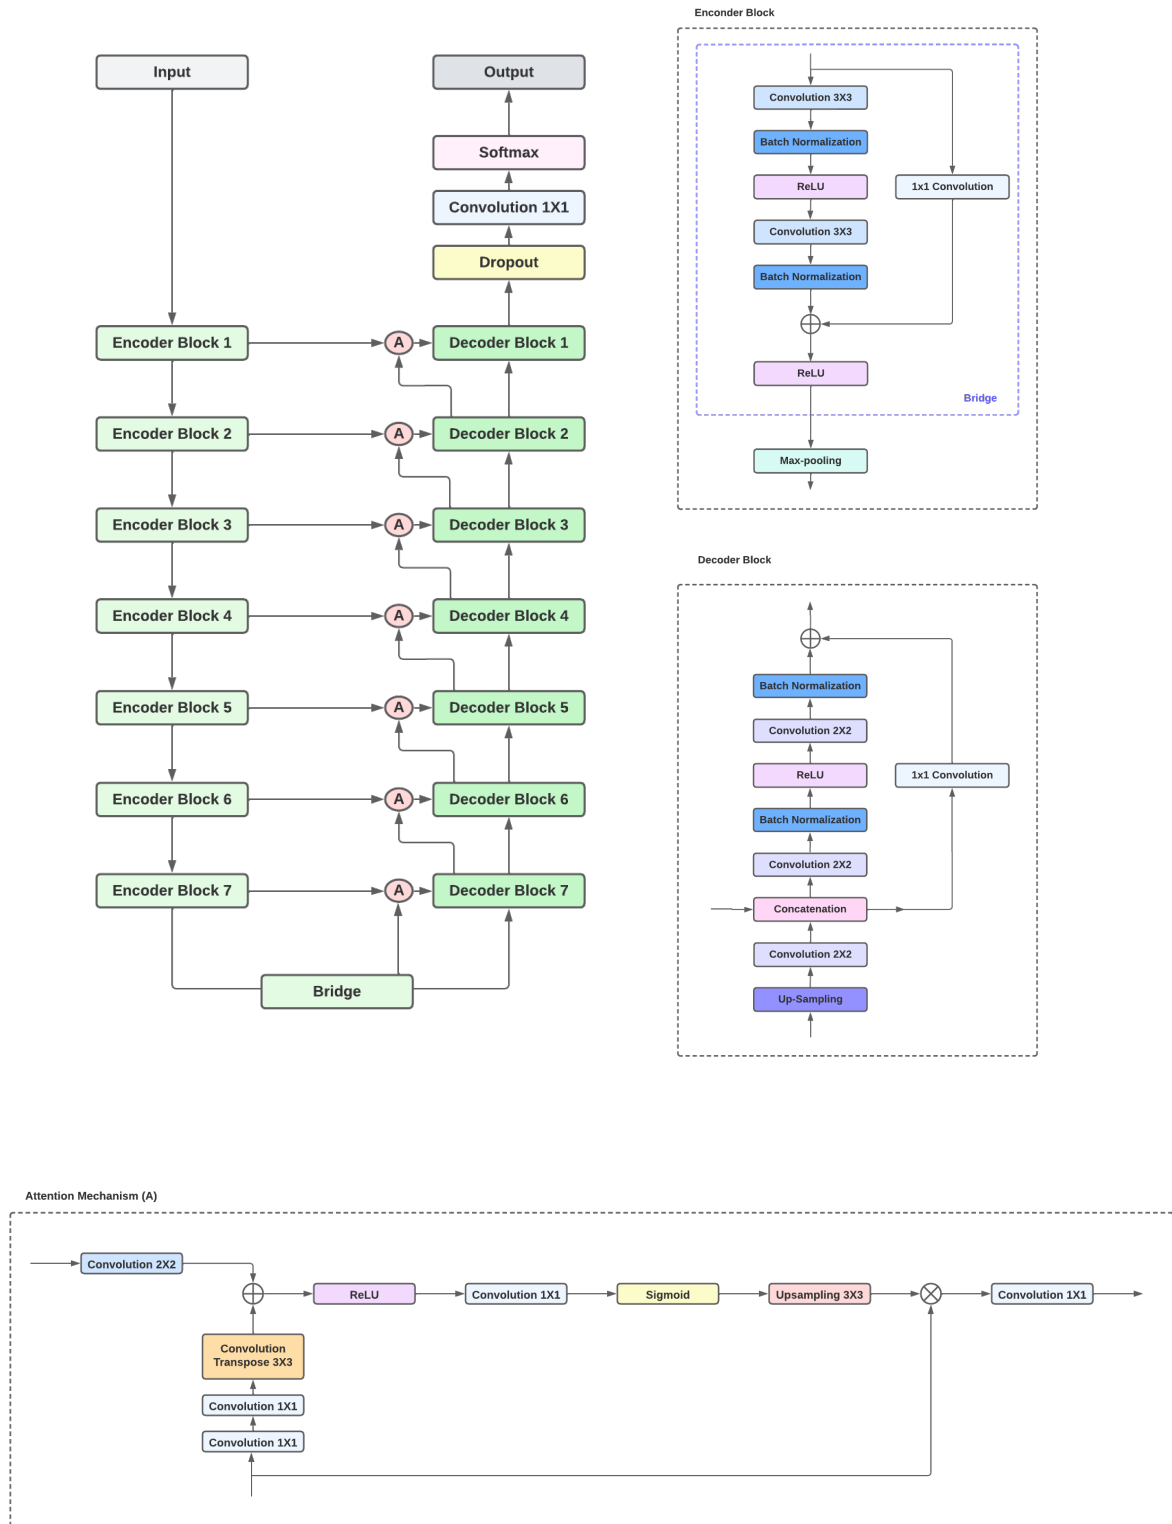 Enconder Block
Input
Output
Softmax
Convolution 1X1
Dropout
Encoder Block 1
A
Decoder Block 1
Encoder Block 2
A
Decoder Block 2
Encoder Block 3
A
Decoder Block 3
Encoder Block 4
A
Decoder Block 4
Encoder Block 5
A
Decoder Block 5
Encoder Block 6
A
Decoder Block 6
Encoder Block 7
A
Decoder Block 7
Bridge
Convolution 3X3
Batch Normalization
ReLU
1x1 Convolution
Convolution 3X3
Batch Normalization
ReLU
Bridge
Max-pooling
Decoder Block
Batch Normalization
Convolution 2X2
ReLU
1x1 Convolution
Batch Normalization
Convolution 2X2
Concatenation
Convolution 2X2
Up-Sampling
Attention Mechanism (A)
Convolution 2X2
ReLU
Convolution 1X1
Sigmoid
Upsampling 3X3
Convolution 1X1
Convolution
Transpose 3X3
Convolution 1X1
Convolution 1X1